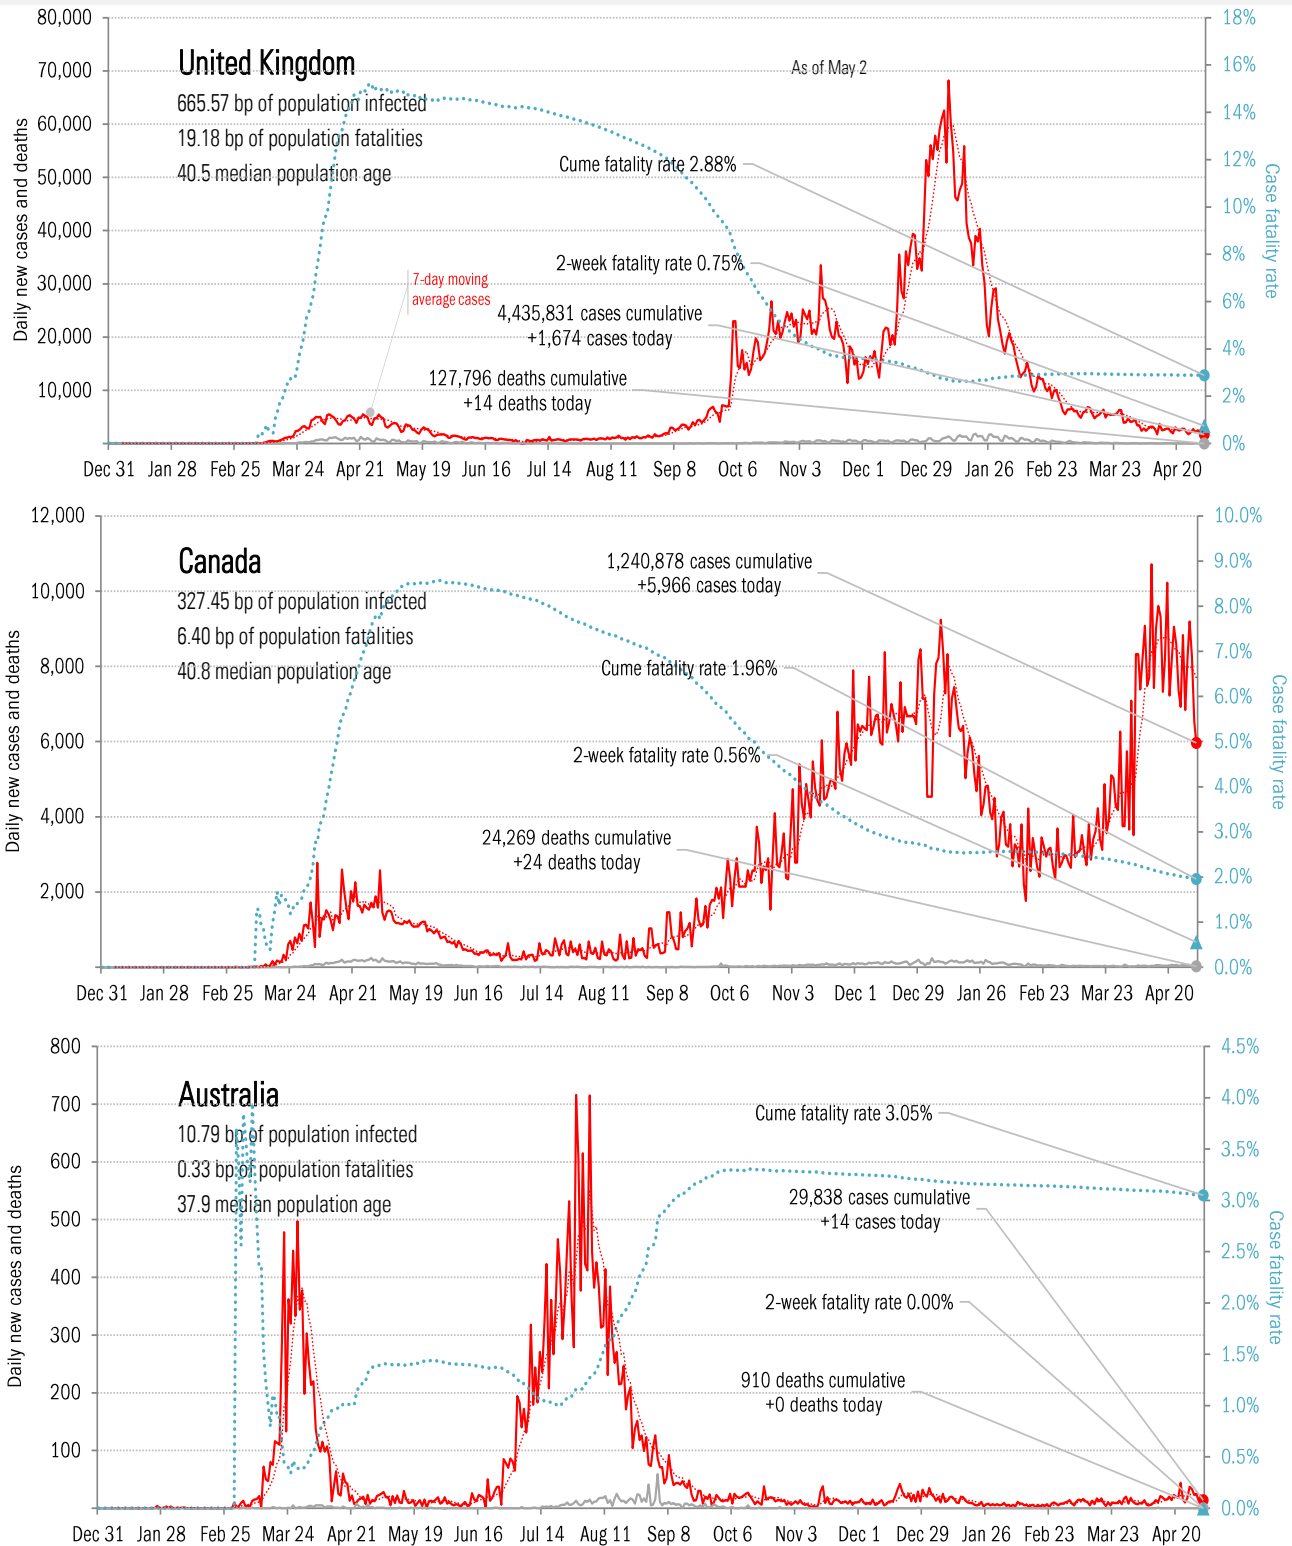 80,000
70,000
60,000
50,000
40,000
30,000
20,000
10,000
Daily new cases and deaths
United Kingdom
665.57 bp of population infected
19.18 bp of population fatalities
40.5 median population age
As of May 2
Cume fatality rate 2.88%
2-week fatality rate 0.75%
7-day moving
average cases
4,435,831 cases cumulative
+1,674 cases today
127,796 deaths cumulative
+14 deaths today
18%
16%
14%
12%
10%
8%
6%
4%
2%
0%
Case fatality rate
Dec 31 Jan 28 Feb 25 Mar 24 Apr 21 May 19 Jun 16 Jul 14 Aug 11 Sep 8 Oct 6 Nov 3 Dec 1 Dec 29 Jan 26 Feb 23 Mar 23 Apr 20
12,000
10,000
8,000
6,000
4,000
2,000
Daily new cases and deaths
Canada
327.45 bp of population infected
6.40 bp of population fatalities
40.8 median population age
1,240,878 cases cumulative
+5,966 cases today
Cume fatality rate 1.96%
2-week fatality rate 0.56%
24,269 deaths cumulative
+24 deaths today
10.0%
9.0%
8.0%
7.0%
6.0%
5.0%
4.0%
3.0%
2.0%
1.0%
0.0%
Case fatality rate
Dec 31 Jan 28 Feb 25 Mar 24 Apr 21 May 19 Jun 16 Jul 14 Aug 11 Sep 8 Oct 6 Nov 3 Dec 1 Dec 29 Jan 26 Feb 23 Mar 23 Apr 20
800
700
600
500
400
300
200
100
Daily new cases and deaths
Australia
10.79 bp of population infected
0.33 bp of population fatalities
37.9 median population age
Cume fatality rate 3.05%
29,838 cases cumulative
+14 cases today
2-week fatality rate 0.00%
910 deaths cumulative
+0 deaths today
4.5%
4.0%
3.5%
3.0%
2.5%
2.0%
1.5%
1.0%
0.5%
0.0%
Case fatality rate
Dec 31 Jan 28 Feb 25 Mar 24 Apr 21 May 19 Jun 16 Jul 14 Aug 11 Sep 8 Oct 6 Nov 3 Dec 1 Dec 29 Jan 26 Feb 23 Mar 23 Apr 20